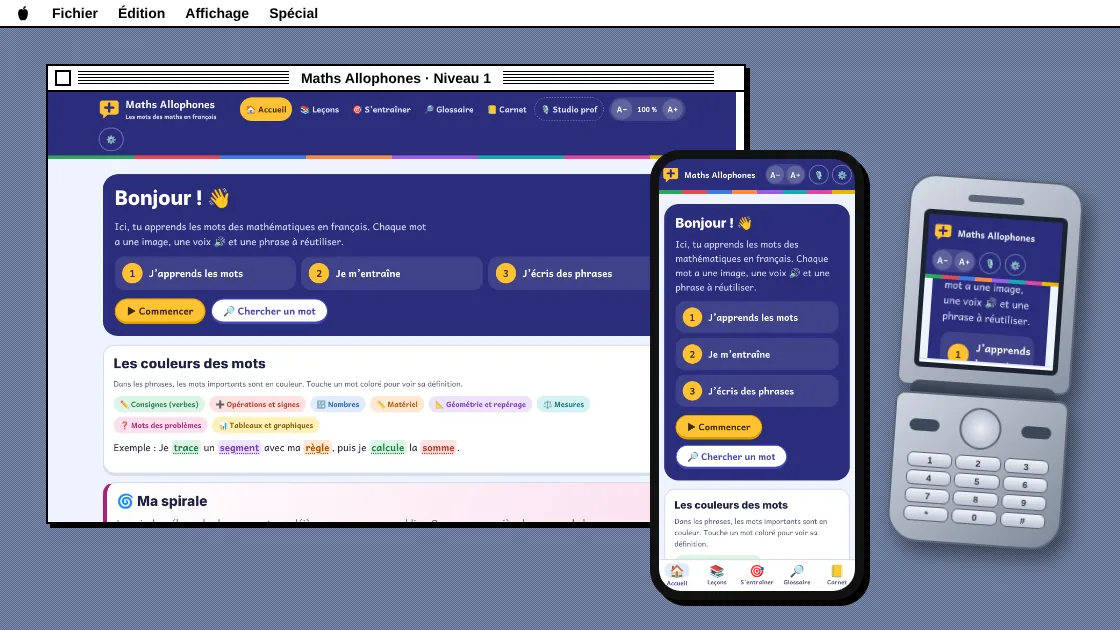 Fichier Édition Affichage Spécial
Maths Allophones · Niveau 1
Maths Allophones
Les mots des maths en français
Accueil Leçons S'entraîner Glossaire Carnet Studio prof A− 100 % A+
Bonjour !
Ici, tu apprends les mots des mathématiques en français. Chaque mot
a une image, une voix et une phrase à réutiliser.
1 J'apprends les mots
2 Je m'entraîne
3 J'écris des phrases
Commencer
Chercher un mot
Les couleurs des mots
Dans les phrases, les mots importants sont en couleur. Touche un mot coloré pour voir sa définition.
Consignes (verbes) Opérations et signes Nombres Matériel Géométrie et repérage Mesures
Mots des problèmes Tableaux et graphiques
Exemple : Je trace un segment avec ma règle, puis je calcule la somme.
Ma spirale
Maths Allophones A− A+
Bonjour !
Ici, tu apprends les mots des
mathématiques en français. Chaque
mot a une image, une voix et une
phrase à réutiliser.
1 J'apprends les mots
2 Je m'entraîne
3 J'écris des phrases
Commencer
Chercher un mot
Les couleurs des mots
Dans les phrases, les mots importants sont en
couleur. Touche un mot coloré pour voir sa
définition.
Accueil Leçons S'entraîner Glossaire Carnet
Maths Allophones
A− A+
mot a une image,
une voix et une
phrase à réutiliser.
1 J'apprends
1 2 3
4 5 6
7 8 9
* 0 #